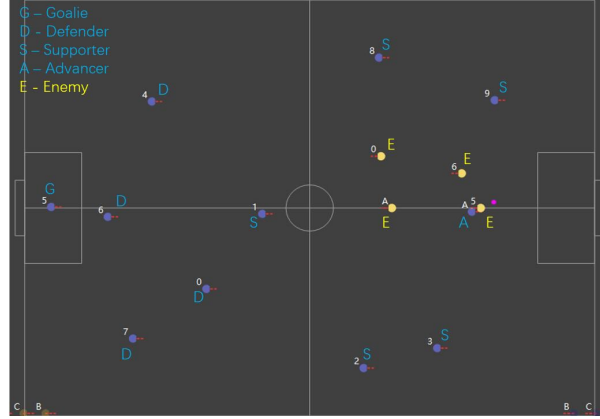 G – Goalie
D - Defender
S – Supporter
A – Advancer
E - Enemy
8 S
4 D
9 S
0 E
6 E
G
5
6 D
1
S
A
E
A 5
A E
0
D
7
D
3 S
2 S
C B
B C